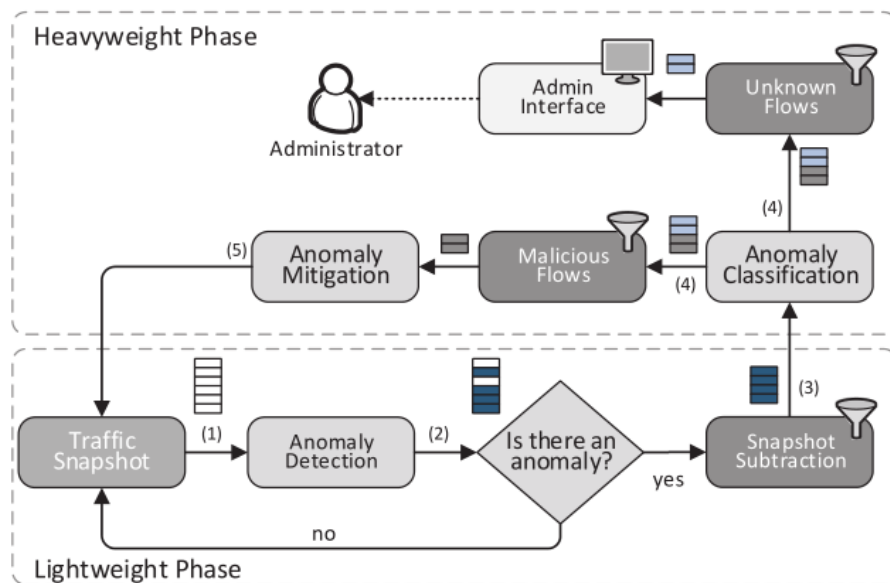 Heavyweight Phase
Admin
Interface
Unknown
Flows
Administrator
(4)
(5)
Anomaly
Mitigation
Malicious
Flows
(4)
Anomaly
Classification
(3)
Traffic
Snapshot
(1)
Anomaly
Detection
(2)
Is there an
anomaly?
yes
Snapshot
Subtraction
no
Lightweight Phase